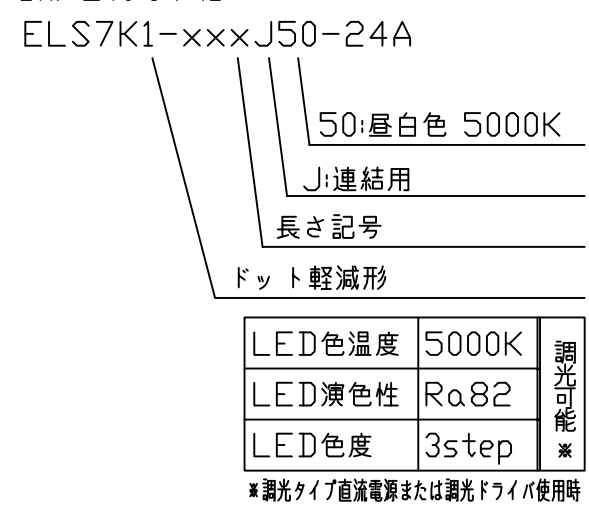 ELS7K1-xxxJ50-24A
50:昼白色 5000K
J:連結用
長さ記号
ドット軽減形
LED色温度 5000K 調光可能※
LED演色性 Ra82
LED色度 3step
※調光タイプ直流電源または調光ドライバ使用時